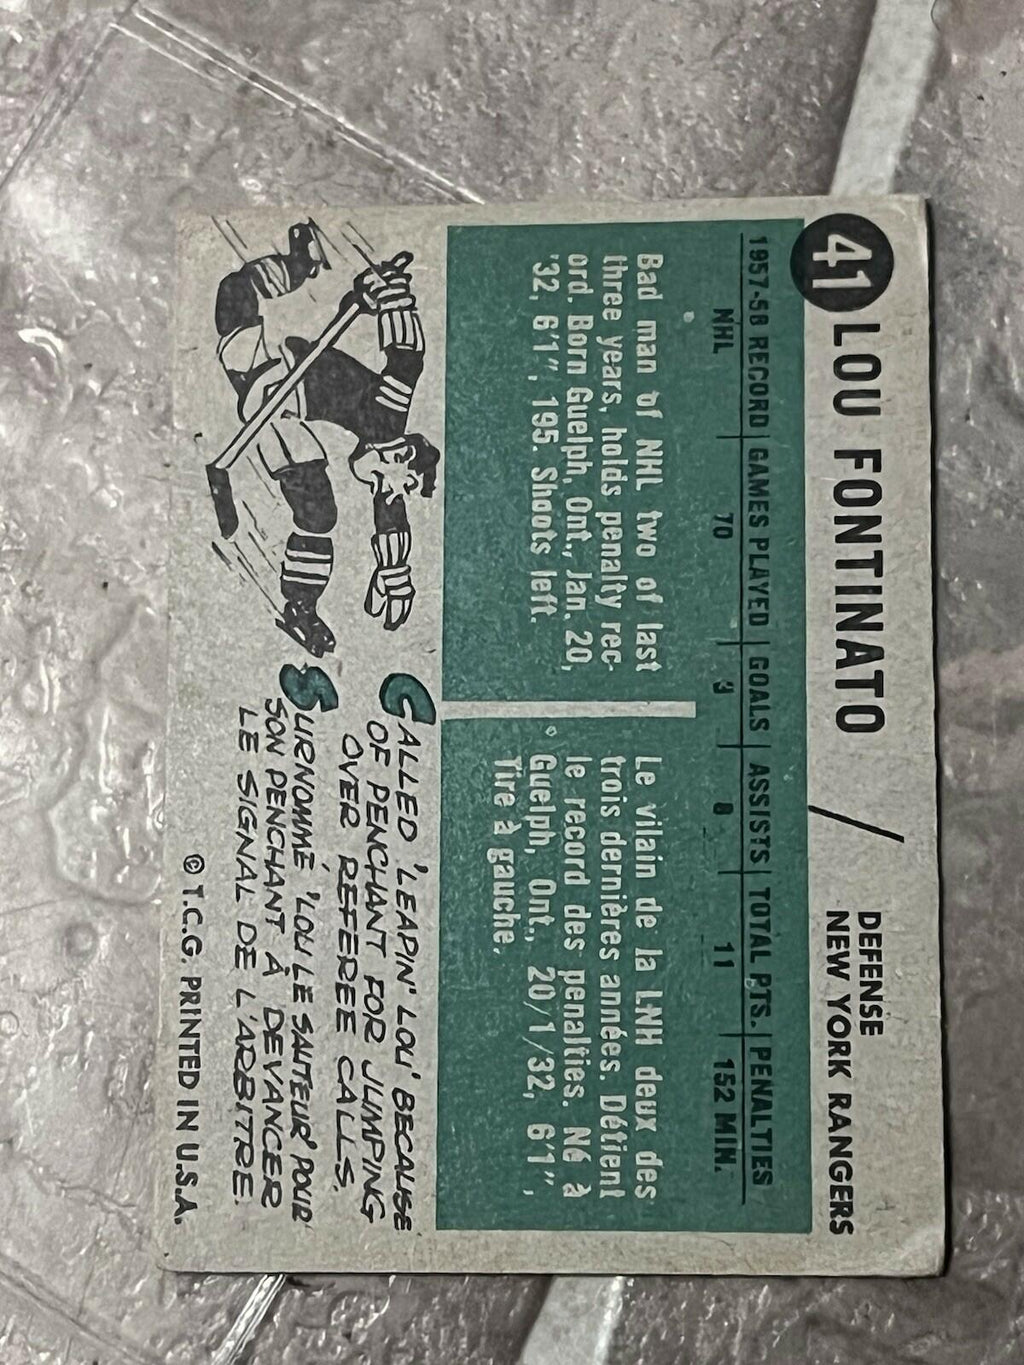 41 LOU FONTINATO / DEFENSE
NEW YORK RANGERS
1957-58 RECORD GAMES PLAYED GOALS ASSISTS TOTAL PTS. PENALTIES
NHL 70 3 8 11 152 MIN.
Bad man of NHL two of last
three years, holds penalty rec-
ord. Born Guelph, Ont., Jan. 20,
'32, 6'1", 195. Shoots left.
Le vilain de la LNH deux des
trois dernières années. Détient
le record des penalties. Né à
Guelph, Ont., 20/1/32, 6'1",
Tire à gauche.
CALLED 'LEAPIN' LOU' BECAUSE
OF PENCHANT FOR JUMPING
OVER REFEREE CALLS.
SURNOMMÉ 'LOU LE SAUTEUR' POUR
SON PENCHANT À DEVANCER
LE SIGNAL DE L'ARBITRE.
© T.C.G. PRINTED IN U.S.A.